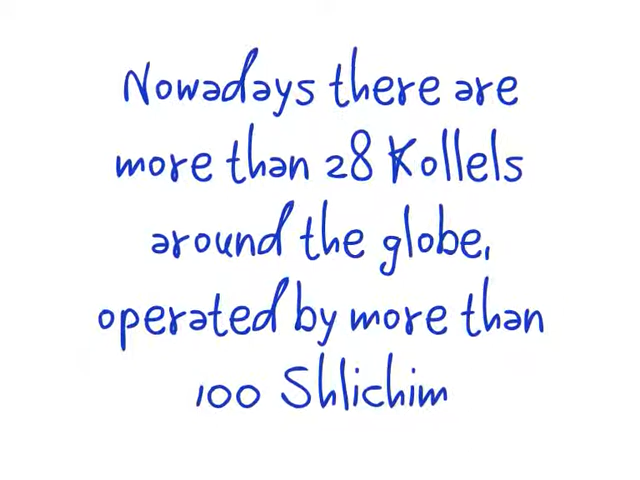 Nowadays there are
more than 28 Kollels
around the globe,
operated by more than
100 Shlichim